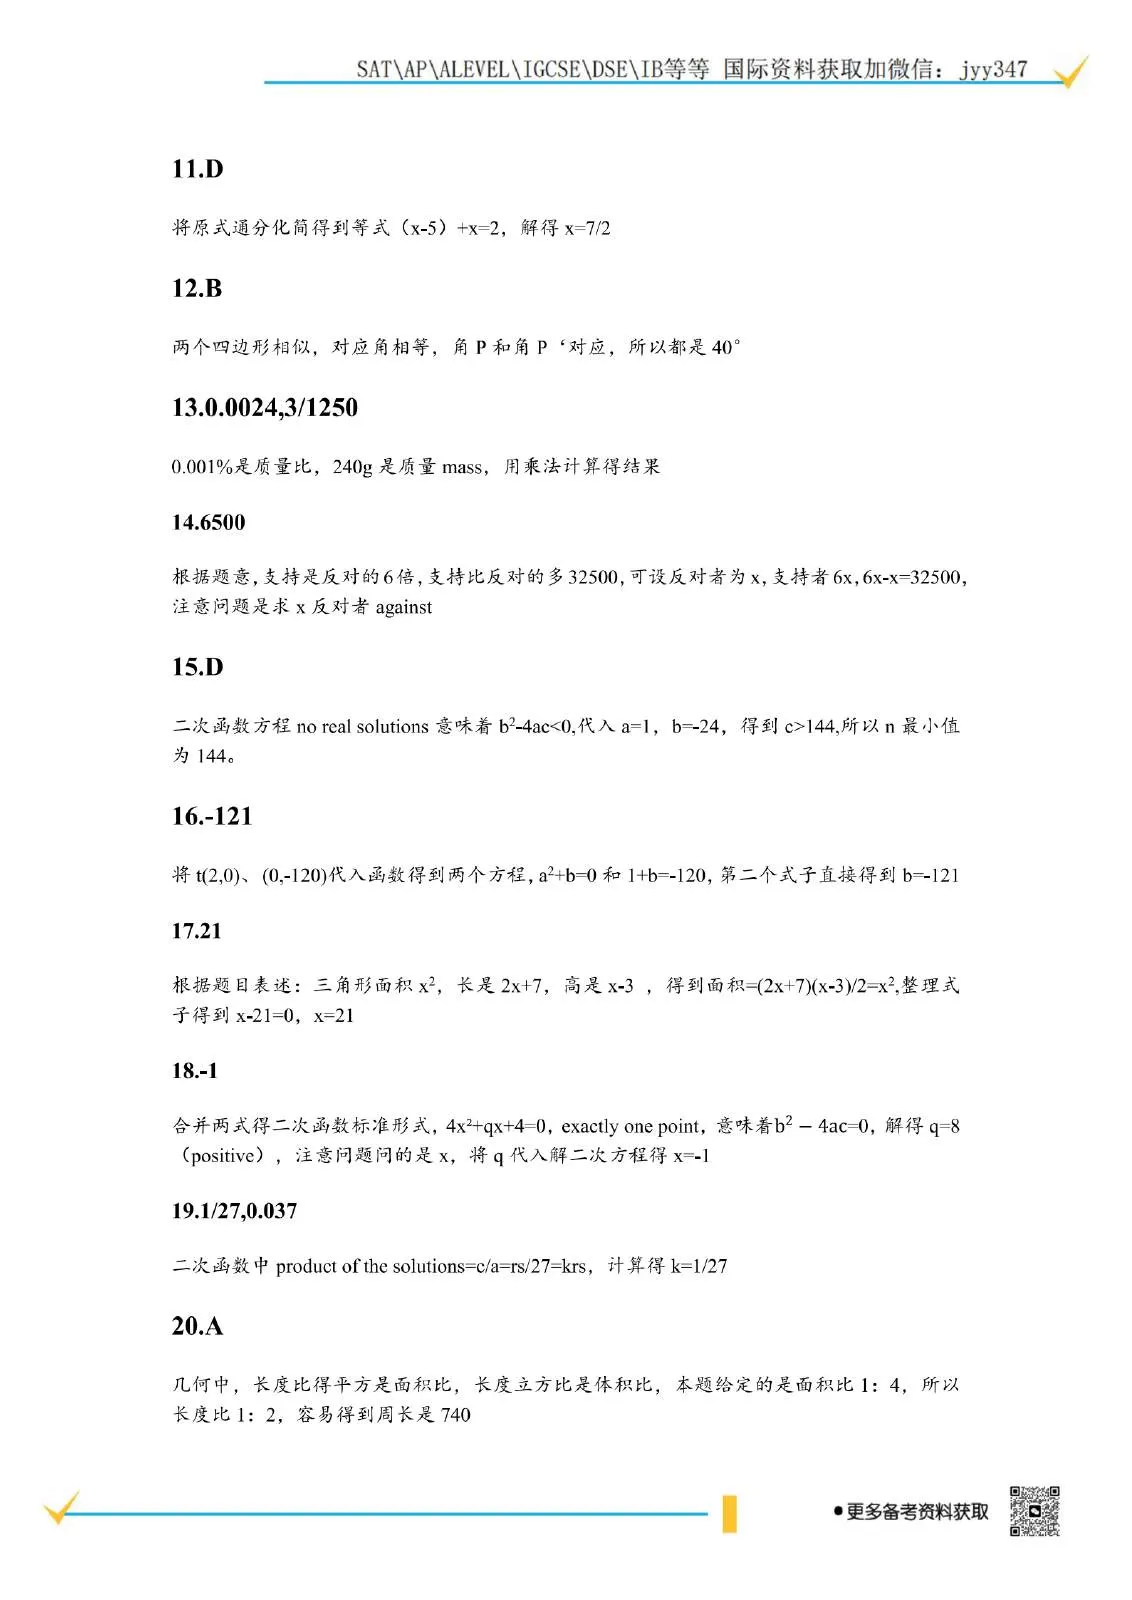 SAT\AP\ALEVEL\IGCSE\DSE\IB等等 国际资料获取加微信：jyy347
11.D
将原式通分化简得到等式（x-5）+x=2，解得 x=7/2
12.B
两个四边形相似，对应角相等，角 P 和角 P‘对应，所以都是 40°
13.0.0024,3/1250
0.001%是质量比，240g 是质量 mass，用乘法计算得结果
14.6500
根据题意,支持是反对的 6 倍,支持比反对的多 32500,可设反对者为 x,支持者 6x,6x-x=32500,
注意问题是求 x 反对者 against
15.D
二次函数方程 no real solutions 意味着 b²-4ac<0,代入 a=1，b=-24，得到 c>144,所以 n 最小值
为 144。
16.-121
将 t(2,0)、(0,-120)代入函数得到两个方程，a²+b=0 和 1+b=-120，第二个式子直接得到 b=-121
17.21
根据题目表述：三角形面积 x²，长是 2x+7，高是 x-3 ，得到面积=(2x+7)(x-3)/2=x²,整理式
子得到 x-21=0，x=21
18.-1
合并两式得二次函数标准形式，4x²+qx+4=0，exactly one point，意味着b² − 4ac=0，解得 q=8
（positive），注意问题问的是 x，将 q 代入解二次方程得 x=-1
19.1/27,0.037
二次函数中 product of the solutions=c/a=rs/27=krs，计算得 k=1/27
20.A
几何中，长度比得平方是面积比，长度立方比是体积比，本题给定的是面积比 1：4，所以
长度比 1：2，容易得到周长是 740
•更多备考资料获取